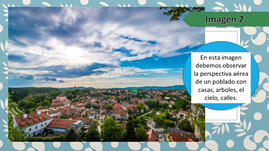 Imagen 2
En esta imagen
debemos observar
la perspectiva aérea
de un poblado con
casas, arboles, el
cielo, calles.